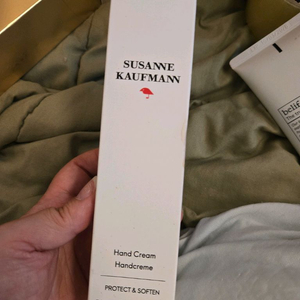 SUSANNE
KAUFMANN
Hand Cream
Handcreme
PROTECT & SOFTEN